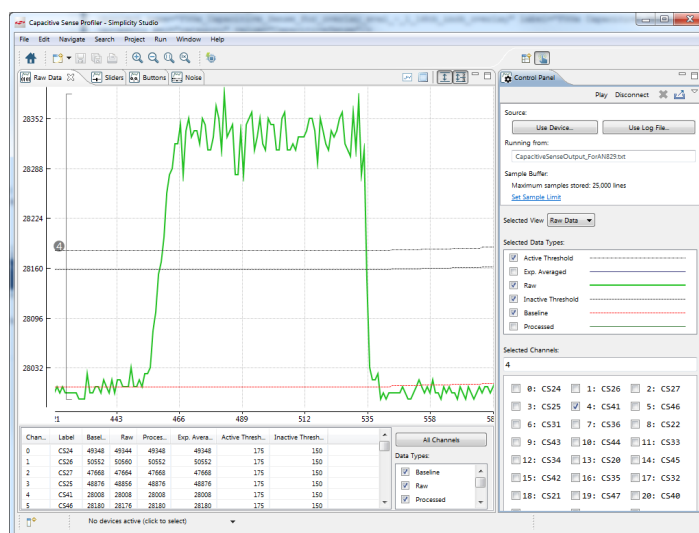 Capacitive Sense Profiler - Simplicity Studio
File Edit Navigate Search Project Run Window Help
Raw Data Sliders Buttons Noise
28352
28288
28224
28160
28096
28032
4
443 466 489 512 535 558
Chan... Label Basel... Raw Proces... Exp. Avera... Active Thresh... Inactive Thresh...
0 CS24 49348 49344 49348 49348 175 150
1 CS26 50552 50560 50552 50552 175 150
2 CS27 47668 47664 47668 47668 175 150
3 CS25 48876 48856 48876 48876 175 150
4 CS41 28008 28008 28008 28008 175 150
5 CS46 28180 28176 28180 28180 175 150
All Channels
Data Types:
Baseline
Raw
Processed
Control Panel
Play Disconnect
Source:
Use Device... Use Log File...
Running from:
CapacitiveSenseOutput_ForAN829.txt
Sample Buffer:
Maximum samples stored: 25,000 lines
Set Sample Limit
Selected View Raw Data
Selected Data Types:
Active Threshold
Exp. Averaged
Raw
Inactive Threshold
Baseline
Processed
Selected Channels:
4
0: CS24 1: CS26 2: CS27
3: CS25 4: CS41 5: CS46
6: CS31 7: CS36 8: CS22
9: CS43 10: CS44 11: CS33
12: CS34 13: CS20 14: CS45
15: CS42 16: CS35 17: CS32
18: CS21 19: CS47 20: CS40
No devices active (click to select)